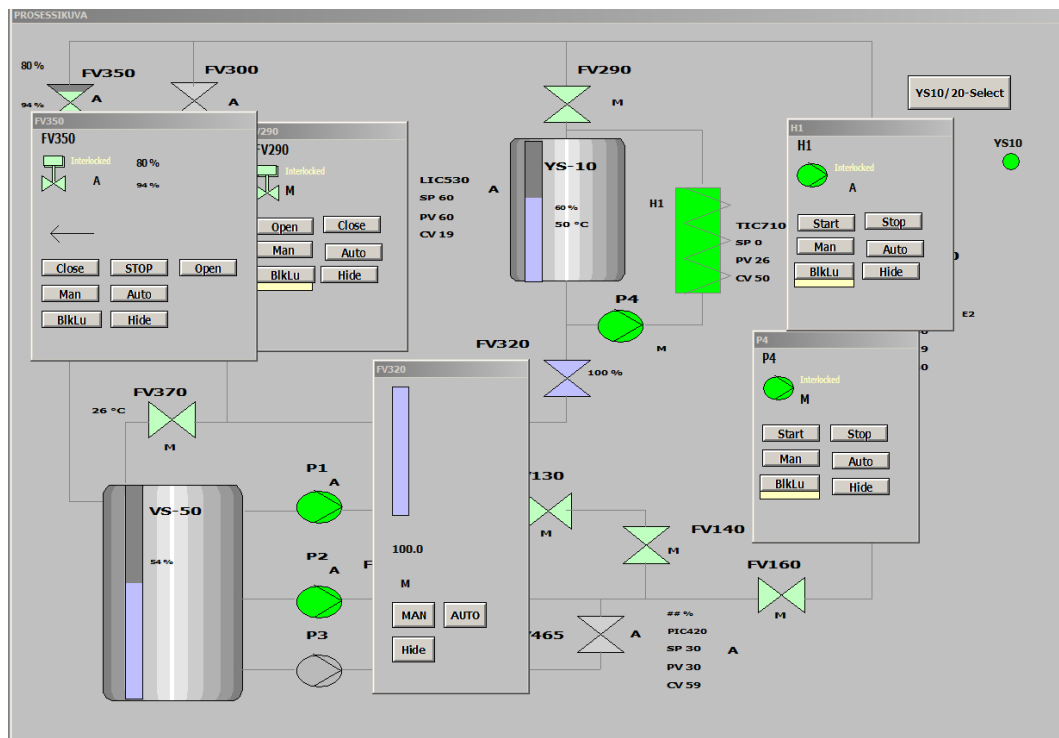 PROSESSIKUVA
80 %
FV350
A
94 %
FV300
A
FV290
M
YS10/20-Select
YS10
FV350
FV350
Interlocked
80 %
A
94 %
Close
STOP
Open
Man
Auto
BlkLu
Hide
FV290
Interlocked
M
Open
Close
Man
Auto
BlkLu
Hide
LIC530
SP 60
PV 60
CV 19
A
YS-10
60 %
50 °C
H1
TIC710
SP 0
PV 26
CV 50
H1
H1
Interlocked
A
Start
Stop
Man
Auto
BlkLu
Hide
E2
P4
M
FV320
100 %
P4
P4
Interlocked
M
Start
Stop
Man
Auto
BlkLu
Hide
FV320
100.0
M
MAN
AUTO
Hide
FV370
26 °C
M
VS-50
54 %
P1
A
P2
A
P3
130
M
FV140
M
FV160
M
465
A
## %
PIC420
SP 30
A
PV 30
CV 59